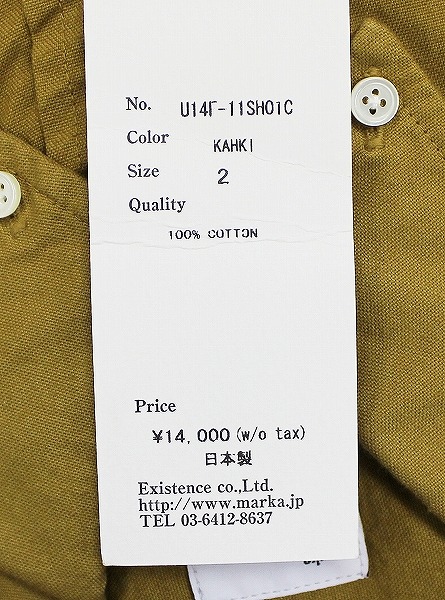 No. U14F-11SH01C
Color KAHKI
Size 2
Quality
100% COTTON
Price
¥14,000 (w/o tax)
日本製
Existence co.,Ltd.
http://www.marka.jp
TEL 03-6412-8637